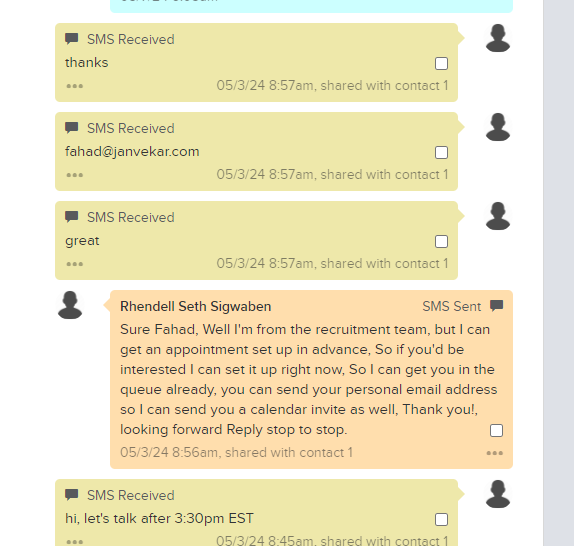 SMS Received
thanks
05/3/24 8:57am, shared with contact 1
SMS Received
fahad@janvekar.com
05/3/24 8:57am, shared with contact 1
SMS Received
great
05/3/24 8:57am, shared with contact 1
Rhendell Seth Sigwaben SMS Sent
Sure Fahad, Well I'm from the recruitment team, but I can
get an appointment set up in advance, So if you'd be
interested I can set it up right now, So I can get you in the
queue already, you can send your personal email address
so I can send you a calendar invite as well, Thank you!,
looking forward Reply stop to stop.
05/3/24 8:56am, shared with contact 1
SMS Received
hi, let's talk after 3:30pm EST
05/3/24 8:45am, shared with contact 1